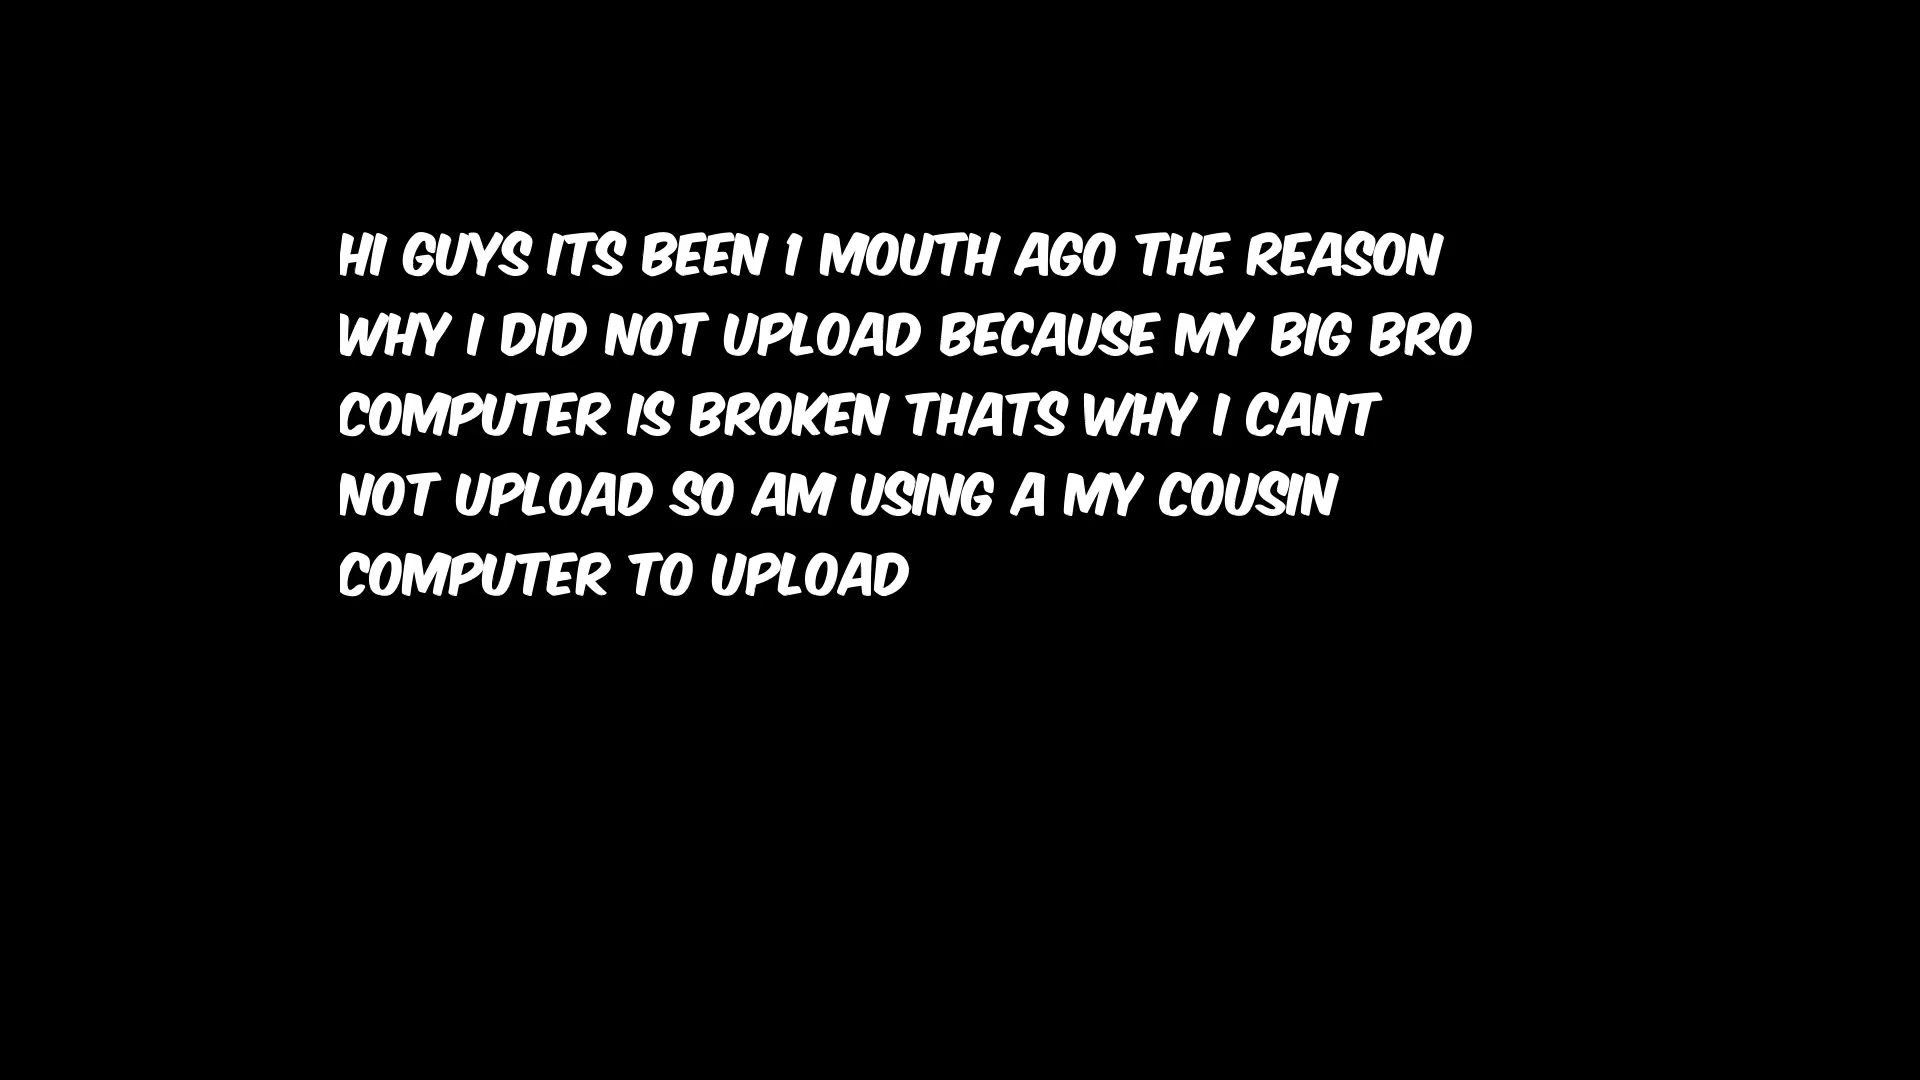 HI GUYS ITS BEEN 1 MOUTH AGO THE REASON
WHY I DID NOT UPLOAD BECAUSE MY BIG BRO
COMPUTER IS BROKEN THATS WHY I CANT
NOT UPLOAD SO AM USING A MY COUSIN
COMPUTER TO UPLOAD